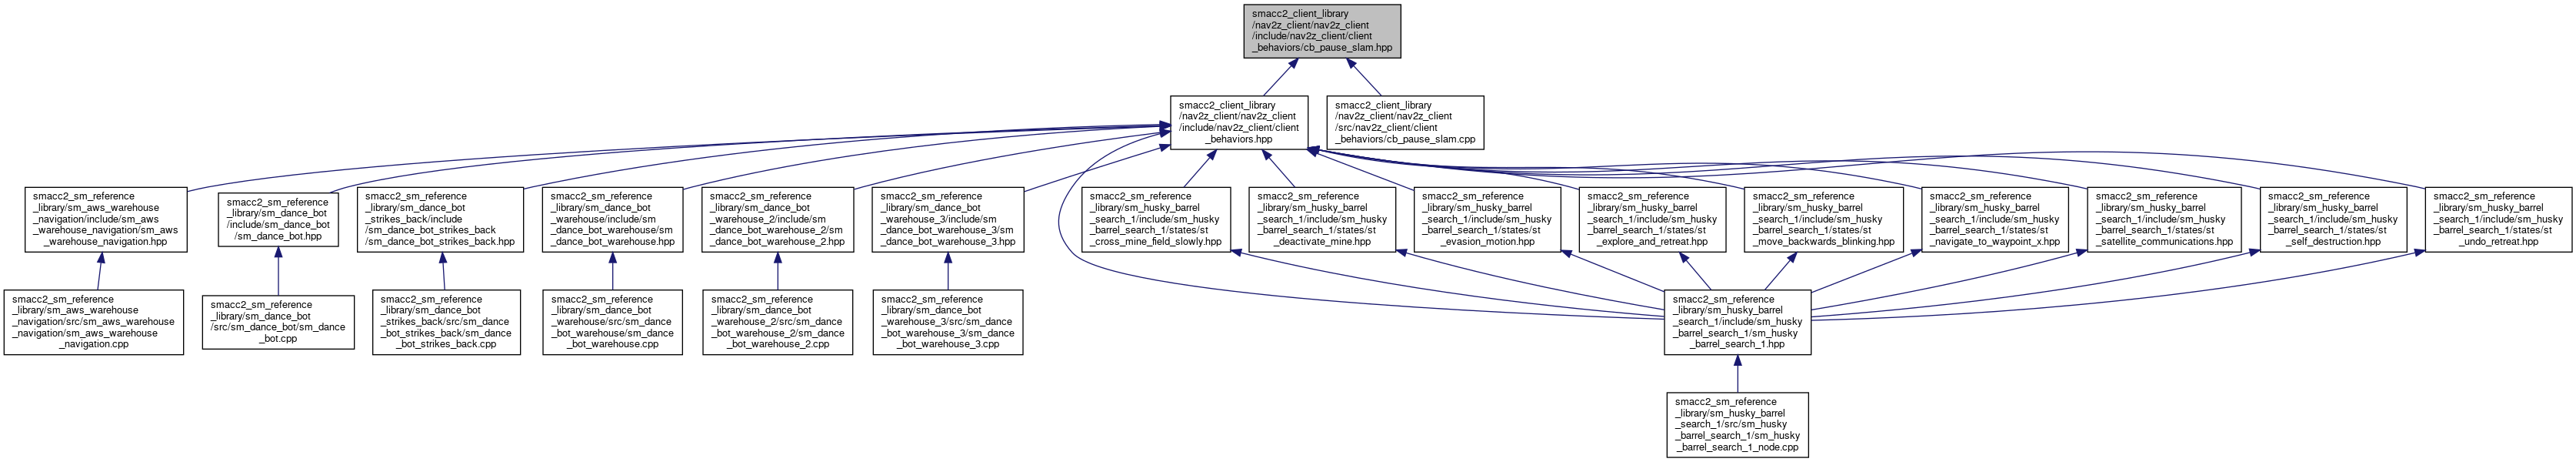 smacc2_client_library
/nav2z_client/nav2z_client
/include/nav2z_client/client
_behaviors/cb_pause_slam.hpp
smacc2_client_library
/nav2z_client/nav2z_client
/include/nav2z_client/client
_behaviors.hpp
smacc2_client_library
/nav2z_client/nav2z_client
/src/nav2z_client/client
_behaviors/cb_pause_slam.cpp
smacc2_sm_reference
_library/sm_aws_warehouse
_navigation/include/sm_aws
_warehouse_navigation/sm_aws
_warehouse_navigation.hpp
smacc2_sm_reference
_library/sm_dance_bot
/include/sm_dance_bot
/sm_dance_bot.hpp
smacc2_sm_reference
_library/sm_dance_bot
_strikes_back/include
/sm_dance_bot_strikes_back
/sm_dance_bot_strikes_back.hpp
smacc2_sm_reference
_library/sm_dance_bot
_warehouse/include/sm
_dance_bot_warehouse/sm
_dance_bot_warehouse.hpp
smacc2_sm_reference
_library/sm_dance_bot
_warehouse_2/include/sm
_dance_bot_warehouse_2/sm
_dance_bot_warehouse_2.hpp
smacc2_sm_reference
_library/sm_dance_bot
_warehouse_3/include/sm
_dance_bot_warehouse_3/sm
_dance_bot_warehouse_3.hpp
smacc2_sm_reference
_library/sm_husky_barrel
_search_1/include/sm_husky
_barrel_search_1/states/st
_cross_mine_field_slowly.hpp
smacc2_sm_reference
_library/sm_husky_barrel
_search_1/include/sm_husky
_barrel_search_1/states/st
_deactivate_mine.hpp
smacc2_sm_reference
_library/sm_husky_barrel
_search_1/include/sm_husky
_barrel_search_1/states/st
_evasion_motion.hpp
smacc2_sm_reference
_library/sm_husky_barrel
_search_1/include/sm_husky
_barrel_search_1/states/st
_explore_and_retreat.hpp
smacc2_sm_reference
_library/sm_husky_barrel
_search_1/include/sm_husky
_barrel_search_1/states/st
_move_backwards_blinking.hpp
smacc2_sm_reference
_library/sm_husky_barrel
_search_1/include/sm_husky
_barrel_search_1/states/st
_navigate_to_waypoint_x.hpp
smacc2_sm_reference
_library/sm_husky_barrel
_search_1/include/sm_husky
_barrel_search_1/states/st
_satellite_communications.hpp
smacc2_sm_reference
_library/sm_husky_barrel
_search_1/include/sm_husky
_barrel_search_1/states/st
_self_destruction.hpp
smacc2_sm_reference
_library/sm_husky_barrel
_search_1/include/sm_husky
_barrel_search_1/states/st
_undo_retreat.hpp
smacc2_sm_reference
_library/sm_aws_warehouse
_navigation/src/sm_aws_warehouse
_navigation/sm_aws_warehouse
_navigation.cpp
smacc2_sm_reference
_library/sm_dance_bot
/src/sm_dance_bot/sm_dance
_bot.cpp
smacc2_sm_reference
_library/sm_dance_bot
_strikes_back/src/sm_dance
_bot_strikes_back/sm_dance
_bot_strikes_back.cpp
smacc2_sm_reference
_library/sm_dance_bot
_warehouse/src/sm_dance
_bot_warehouse/sm_dance
_bot_warehouse.cpp
smacc2_sm_reference
_library/sm_dance_bot
_warehouse_2/src/sm_dance
_bot_warehouse_2/sm_dance
_bot_warehouse_2.cpp
smacc2_sm_reference
_library/sm_dance_bot
_warehouse_3/src/sm_dance
_bot_warehouse_3/sm_dance
_bot_warehouse_3.cpp
smacc2_sm_reference
_library/sm_husky_barrel
_search_1/include/sm_husky
_barrel_search_1/sm_husky
_barrel_search_1.hpp
smacc2_sm_reference
_library/sm_husky_barrel
_search_1/src/sm_husky
_barrel_search_1/sm_husky
_barrel_search_1_node.cpp